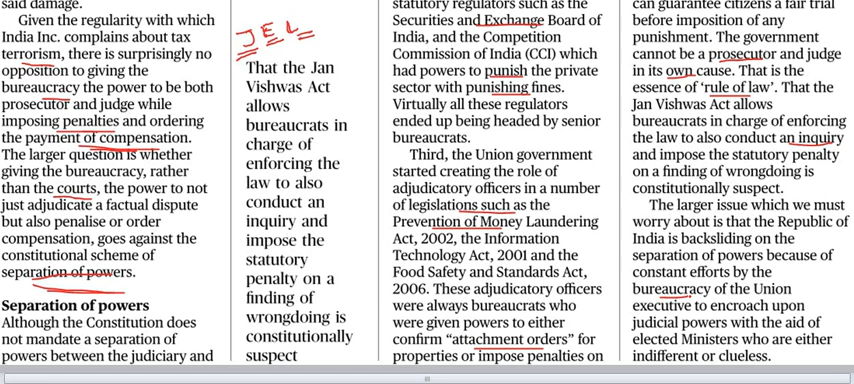 said damage.
Given the regularity with which
India Inc. complains about tax
terrorism, there is surprisingly no
opposition to giving the
bureaucracy the power to be both
prosecutor and judge while
imposing penalties and ordering
the payment of compensation.
The larger question is whether
giving the bureaucracy, rather
than the courts, the power to not
just adjudicate a factual dispute
but also penalise or order
compensation, goes against the
constitutional scheme of
separation of powers.
Separation of powers
Although the Constitution does
not mandate a separation of
powers between the judiciary and
JEL
That the Jan
Vishwas Act
allows
bureaucrats in
charge of
enforcing the
law to also
conduct an
inquiry and
impose the
statutory
penalty on a
finding of
wrongdoing is
constitutionally
suspect
statutory regulators such as the
Securities and Exchange Board of
India, and the Competition
Commission of India (CCI) which
had powers to punish the private
sector with punishing fines.
Virtually all these regulators
ended up being headed by senior
bureaucrats.
Third, the Union government
started creating the role of
adjudicatory officers in a number
of legislations such as the
Prevention of Money Laundering
Act, 2002, the Information
Technology Act, 2001 and the
Food Safety and Standards Act,
2006. These adjudicatory officers
were always bureaucrats who
were given powers to either
confirm “attachment orders” for
properties or impose penalties on
can guarantee citizens a fair trial
before imposition of any
punishment. The government
cannot be a prosecutor and judge
in its own cause. That is the
essence of ‘rule of law’. That the
Jan Vishwas Act allows
bureaucrats in charge of enforcing
the law to also conduct an inquiry
and impose the statutory penalty
on a finding of wrongdoing is
constitutionally suspect.
The larger issue which we must
worry about is that the Republic of
India is backsliding on the
separation of powers because of
constant efforts by the
bureaucracy of the Union
executive to encroach upon
judicial powers with the aid of
elected Ministers who are either
indifferent or clueless.